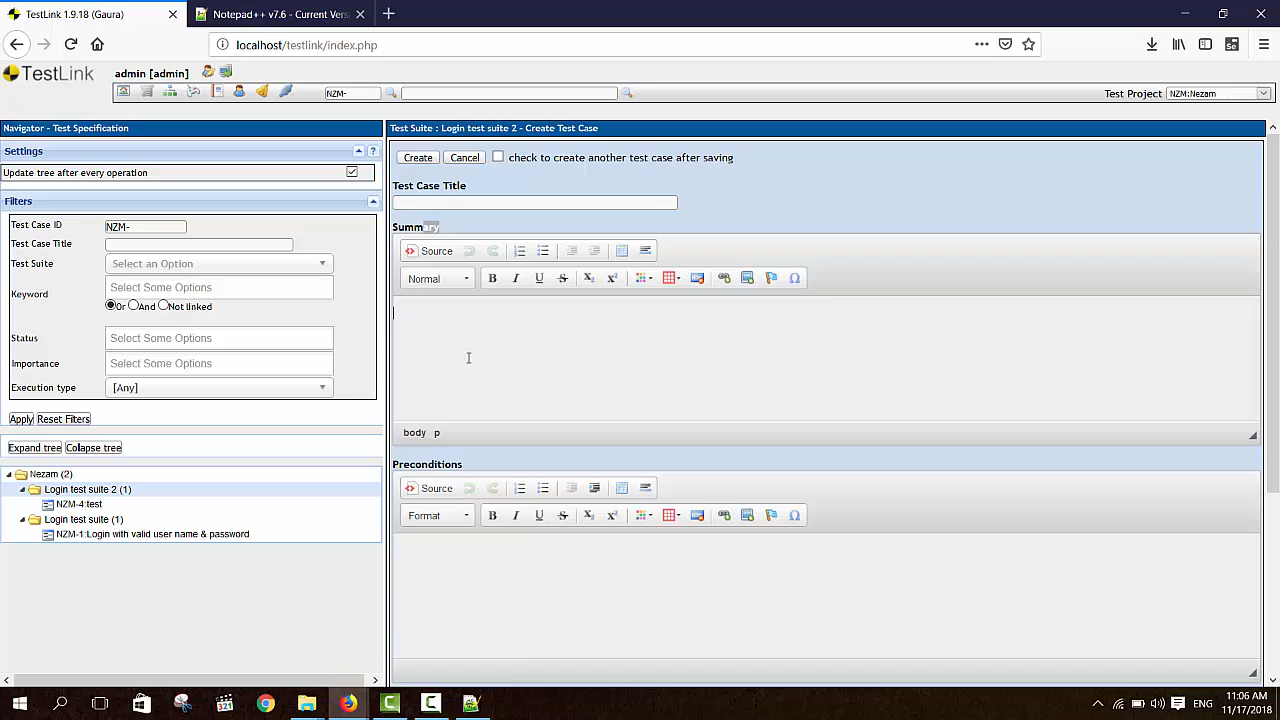 TestLink 1.9.18 (Gaura)
Notepad++ v7.6 - Current Vers
localhost/testlink/index.php
TestLink
admin [admin]
NZM-
Test Project
NZM:Nezam
Navigator - Test Specification
Settings
Update tree after every operation
Filters
Test Case ID
NZM-
Test Case Title
Test Suite
Select an Option
Keyword
Select Some Options
Or
And
Not linked
Status
Select Some Options
Importance
Select Some Options
Execution type
[Any]
Apply
Reset Filters
Expand tree
Collapse tree
Nezam (2)
Login test suite 2 (1)
NZM-4:test
Login test suite (1)
NZM-1:Login with valid user name & password
Test Suite : Login test suite 2 - Create Test Case
Create
Cancel
check to create another test case after saving
Test Case Title
Summary
Source
Normal
body p
Preconditions
Source
Format
ENG
11:06 AM
11/17/2018